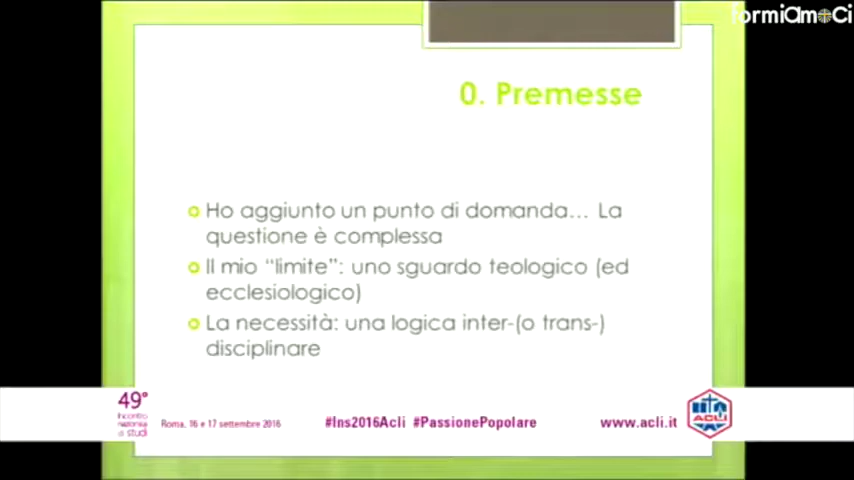 formiAmoCi
0. Premesse
Ho aggiunto un punto di domanda... La
questione è complessa
Il mio “limite”: uno sguardo teologico (ed
ecclesiologico)
La necessità: una logica inter-(o trans-)
disciplinare
49°
Incontro
nazionale
di studi
Roma, 16 e 17 settembre 2016
#Ins2016Acli #PassionePopolare
www.acli.it
ACLI